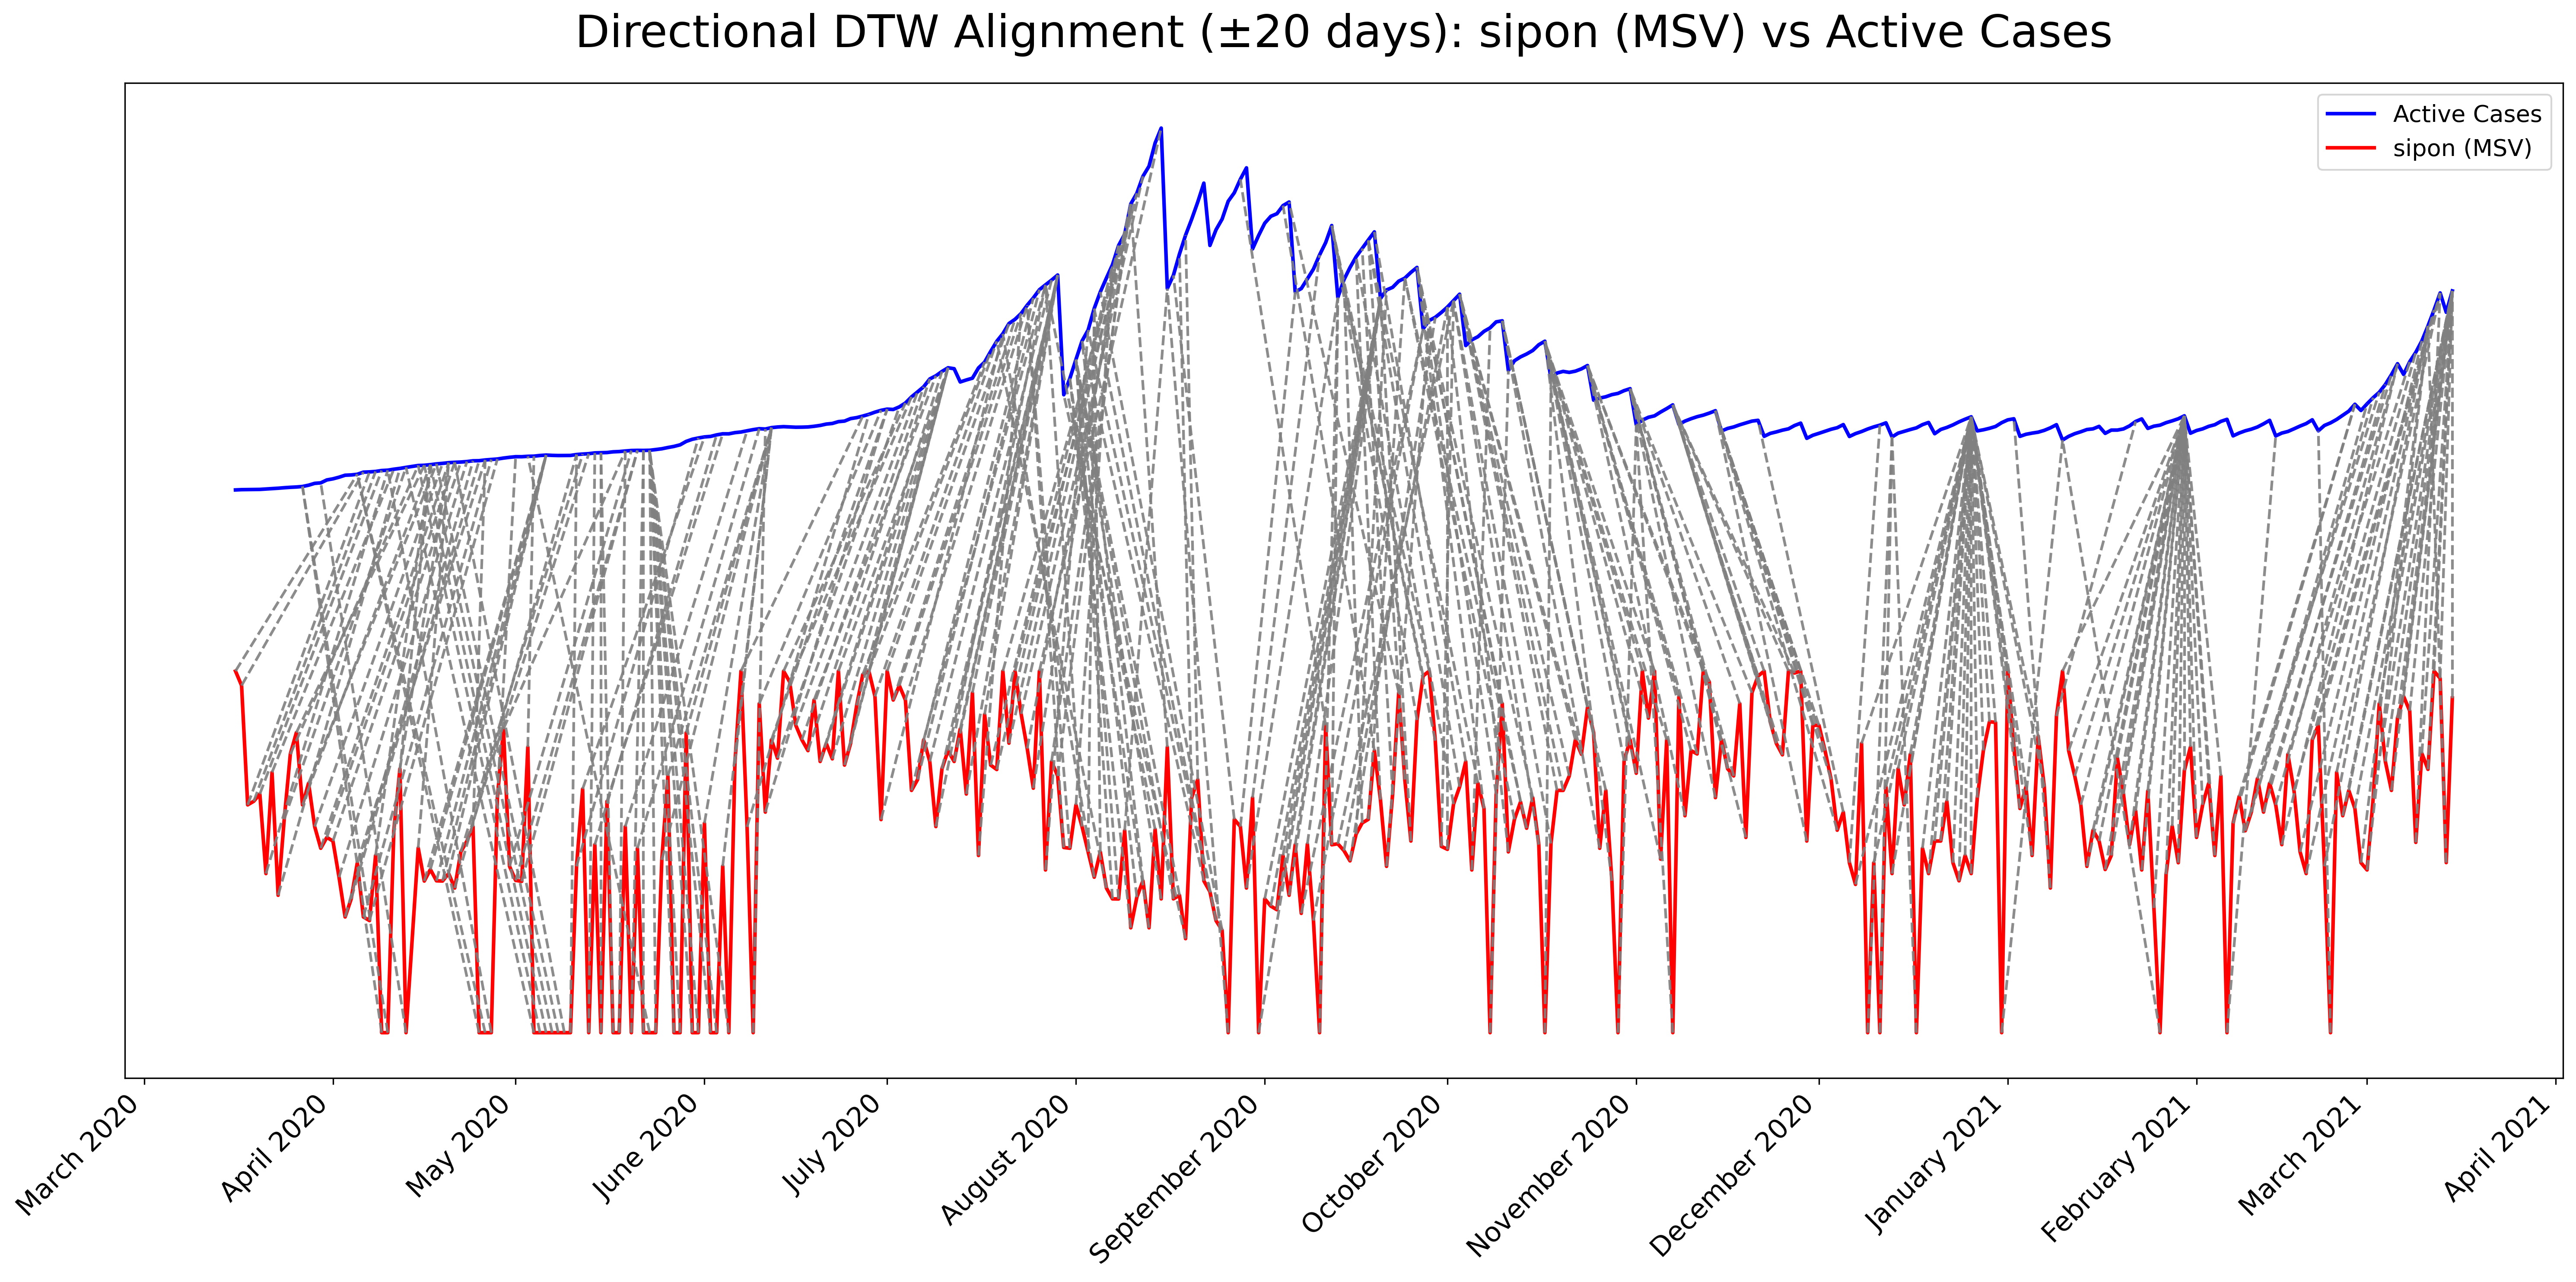 Directional DTW Alignment (±20 days): sipon (MSV) vs Active Cases
Active Cases
sipon (MSV)
March 2020
April 2020
May 2020
June 2020
July 2020
August 2020
September 2020
October 2020
November 2020
December 2020
January 2021
February 2021
March 2021
April 2021